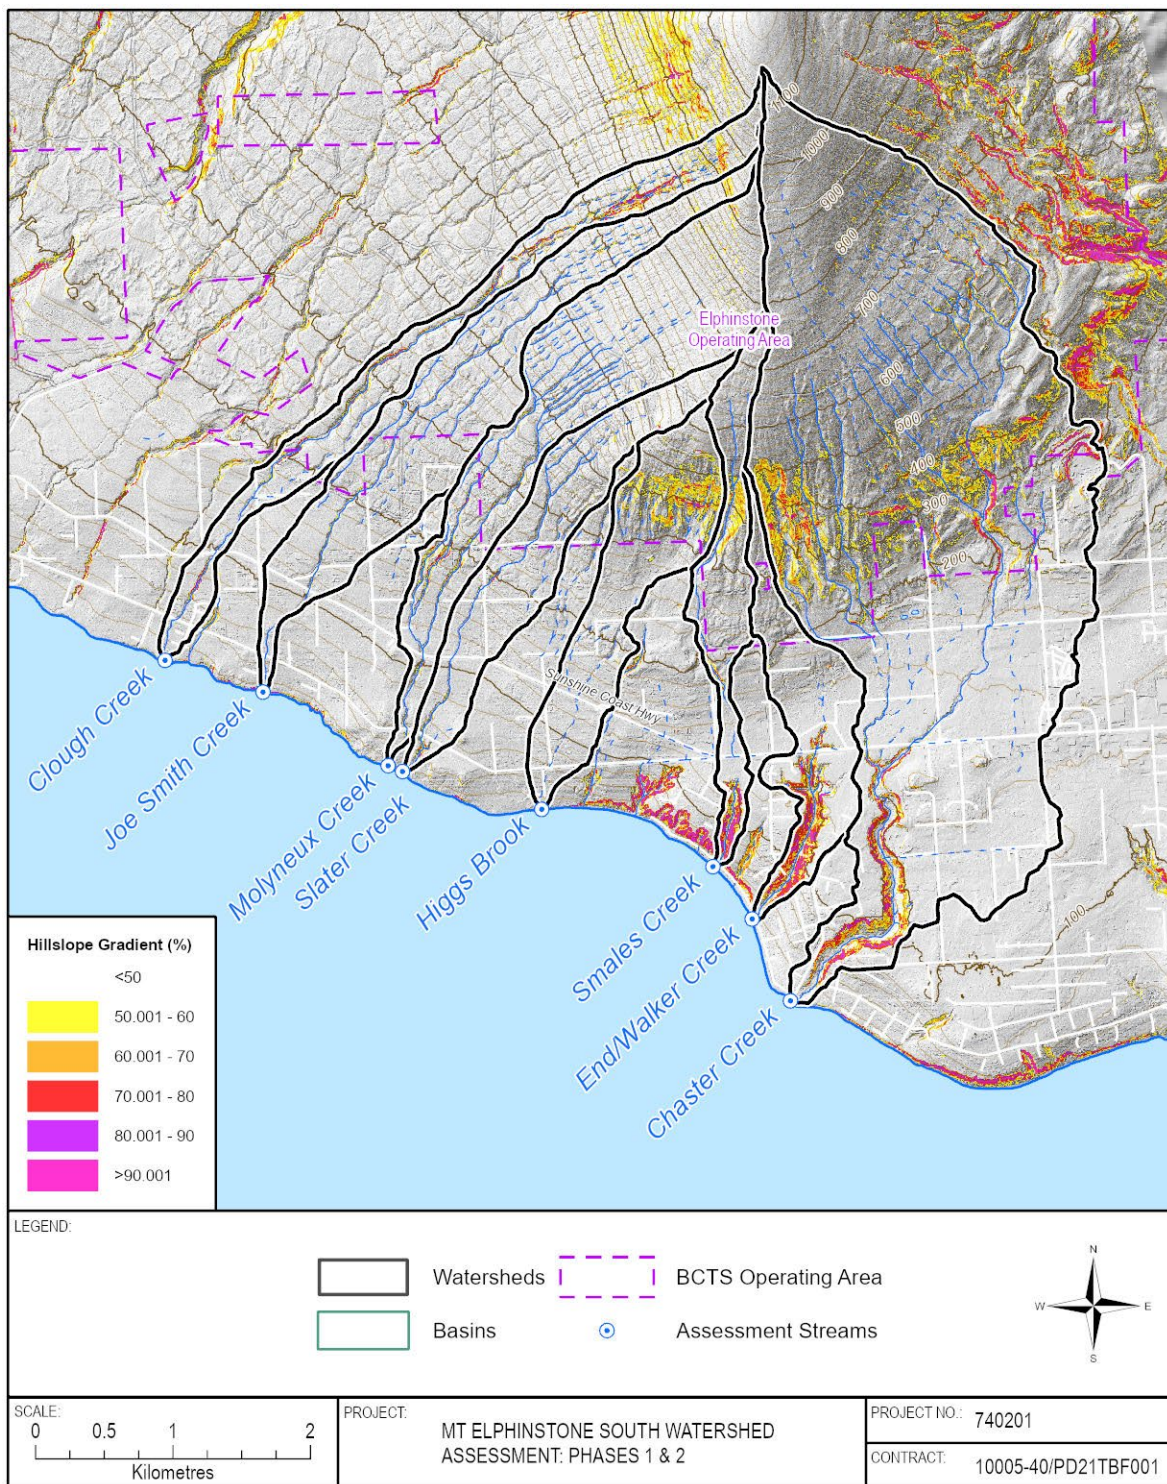 1100
1000
900
800
700
Elphinstone
Operating Area
600
500
400
300
200
Sunshine Coast Hwy
Clough Creek
Joe Smith Creek
Molyneux Creek
Slater Creek
Higgs Brook
Smales Creek
End/Walker Creek
Chaster Creek
100
Hillslope Gradient (%)
<50
50.001 - 60
60.001 - 70
70.001 - 80
80.001 - 90
>90.001
LEGEND:
Watersheds
BCTS Operating Area
Basins
Assessment Streams
N
W
E
S
SCALE:
0 0.5 1 2
Kilometres
PROJECT:
MT ELPHINSTONE SOUTH WATERSHED
ASSESSMENT: PHASES 1 & 2
PROJECT NO.: 740201
CONTRACT: 10005-40/PD21TBF001